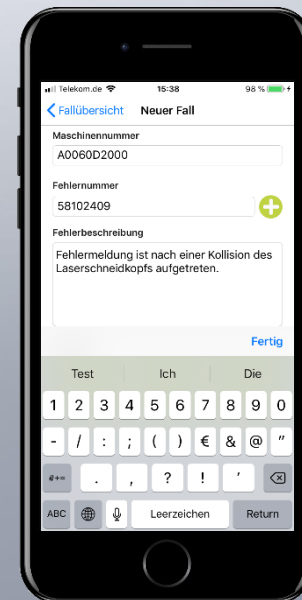 Telekom.de 15:38 98 %
Fallübersicht Neuer Fall
Maschinennummer
A0060D2000
Fehlernummer
58102409
Fehlerbeschreibung
Fehlermeldung ist nach einer Kollision des
Laserschneidkopfs aufgetreten.
Fertig
Test Ich Die
1 2 3 4 5 6 7 8 9 0
- / : ; ( ) € & @ "
#+= . , ? ! '
ABC Leerzeichen Return